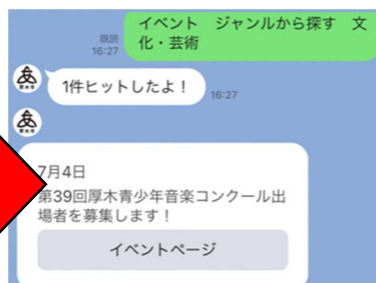 イベント　ジャンルから探す　文
化・芸術
既読
16:27
1件ヒットしたよ！
16:27
7月4日
第39回厚木青少年音楽コンクール出
場者を募集します！
イベントページ